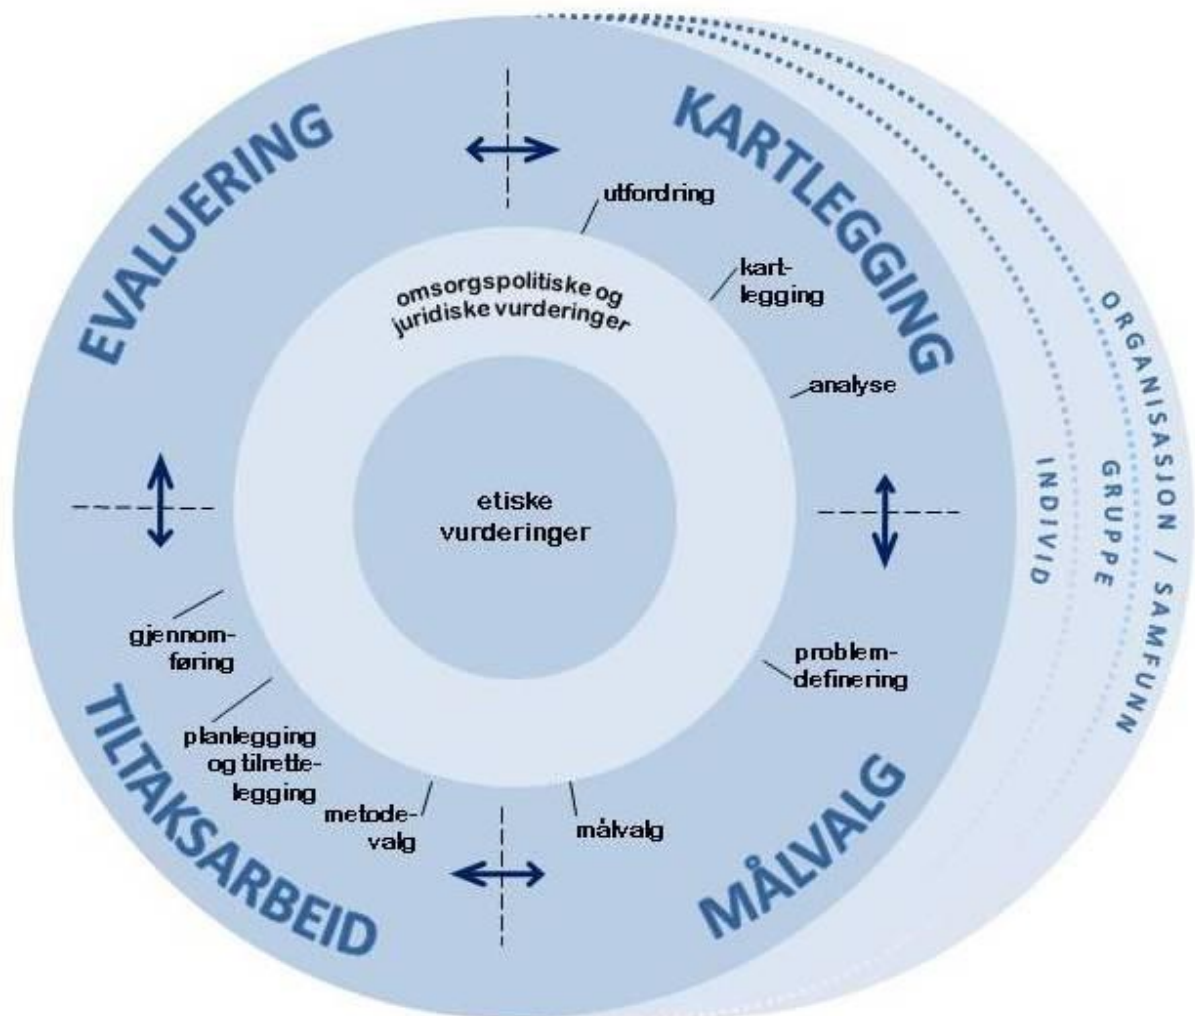 EVALUERING
KARTLEGGING
utfordring
kart-
legging
analyse
omsorgspolitiske og
juridiske vurderinger
etiske
vurderinger
INDIVID
GRUPPE
ORGANISASJON / SAMFUNN
problem-
definering
MÅLVALG
målvalg
metode-
valg
planlegging
og tilrette-
legging
gjennom-
føring
TILTAKSARBEID